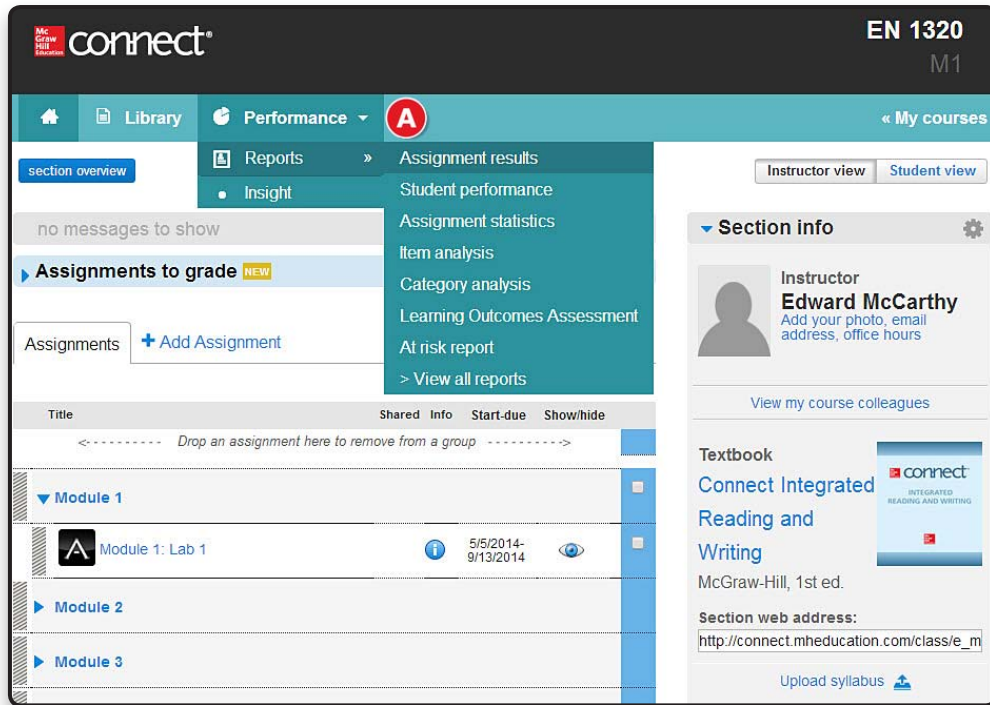 Mc
Graw
Hill
Education
connect®
EN 1320
M1
Library
Performance
A
« My courses
section overview
Reports »
Insight
Assignment results
Student performance
Assignment statistics
Item analysis
Category analysis
Learning Outcomes Assessment
At risk report
> View all reports
Instructor view
Student view
no messages to show
Assignments to grade NEW
Assignments
+ Add Assignment
Title Shared Info Start-due Show/hide
<---------- Drop an assignment here to remove from a group ---------->
Module 1
Module 1: Lab 1
5/5/2014-
9/13/2014
Module 2
Module 3
Section info
Instructor
Edward McCarthy
Add your photo, email
address, office hours
View my course colleagues
Textbook
Connect Integrated
Reading and
Writing
McGraw-Hill, 1st ed.
connect
INTEGRATED
READING AND WRITING
Section web address:
http://connect.mheducation.com/class/e_m
Upload syllabus